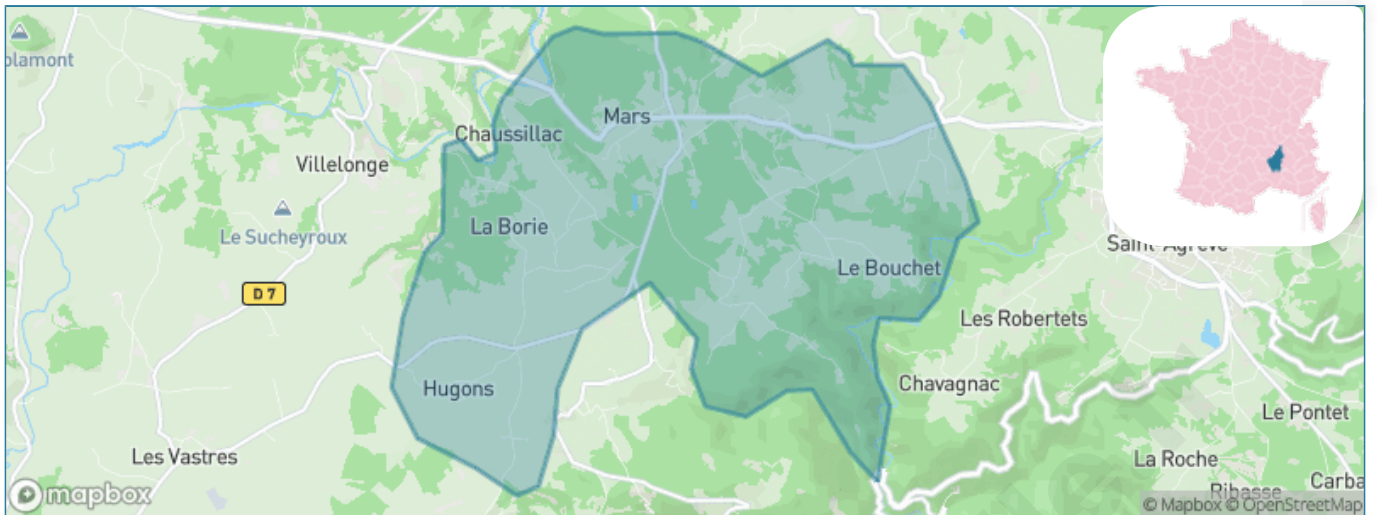 olamont
Chaussillac
Mars
Villelonge
La Borie
Le Sucheyroux
Saint-Agrève
Le Bouchet
D 7
Les Robertets
Hugons
Chavagnac
Le Pontet
Les Vastres
La Roche
Ribasse
Carba
mapbox
© Mapbox © OpenStreetMap